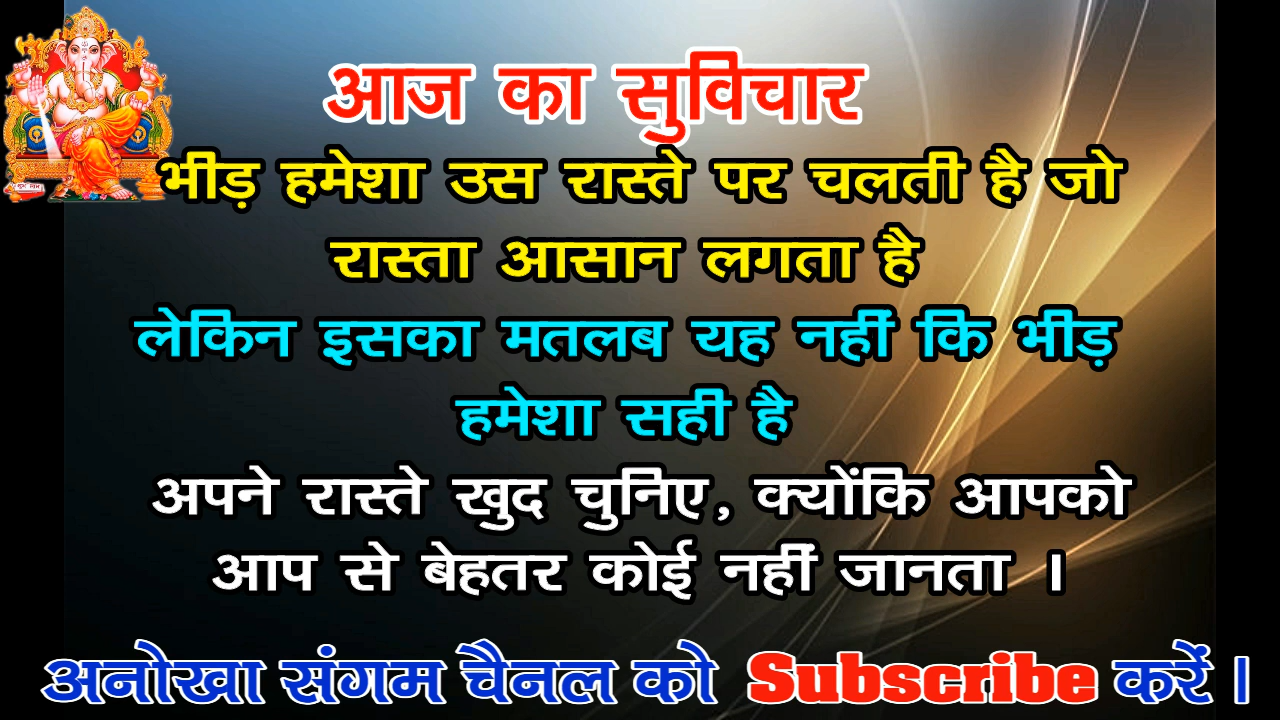 आज का सुविचार
भीड़ हमेशा उस रास्ते पर चलती है जो
रास्ता आसान लगता है
लेकिन इसका मतलब यह नहीं कि भीड़
हमेशा सही है
अपने रास्ते खुद चुनिए, क्योंकि आपको
आप से बेहतर कोई नहीं जानता ।
अनोखा संगम चैनल को Subscribe करें ।